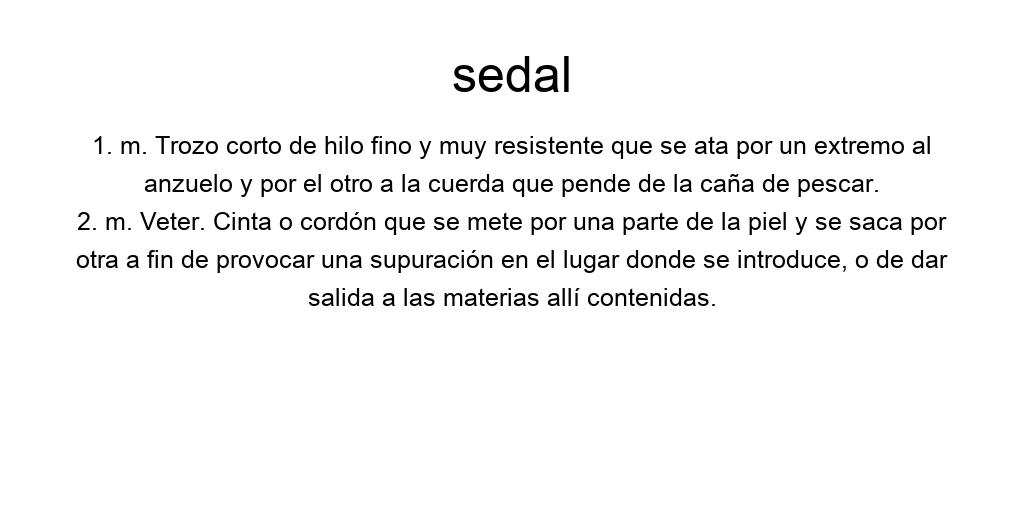 sedal
1. m. Trozo corto de hilo fino y muy resistente que se ata por un extremo al
anzuelo y por el otro a la cuerda que pende de la caña de pescar.
2. m. Veter. Cinta o cordón que se mete por una parte de la piel y se saca por
otra a fin de provocar una supuración en el lugar donde se introduce, o de dar
salida a las materias allí contenidas.